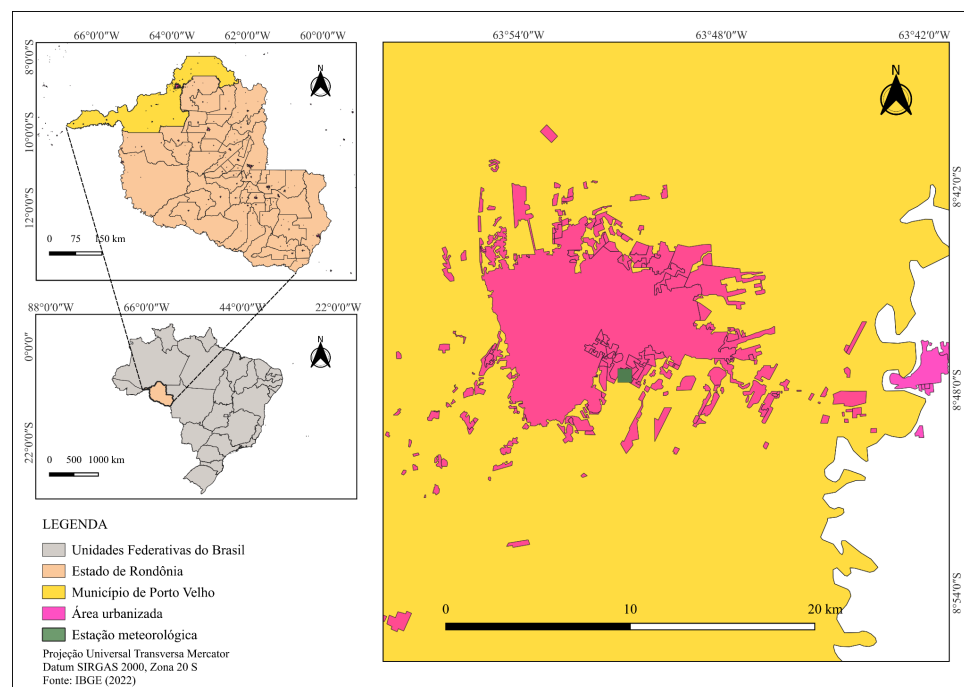 66°0'0"W 64°0'0"W 62°0'0"W 60°0'0"W
8°0'0"S
10°0'0"S
12°0'0"S
N
0 75 150 km
88°0'0"W 66°0'0"W 44°0'0"W 22°0'0"W
0°0'0"
22°0'0"S
N
0 500 1000 km
LEGENDA
Unidades Federativas do Brasil
Estado de Rondônia
Município de Porto Velho
Área urbanizada
Estação meteorológica
Projeção Universal Transversa Mercator
Datum SIRGAS 2000, Zona 20 S
Fonte: IBGE (2022)
63°54'0"W 63°48'0"W 63°42'0"W
N
8°42'0"S
8°48'0"S
8°54'0"S
0 10 20 km